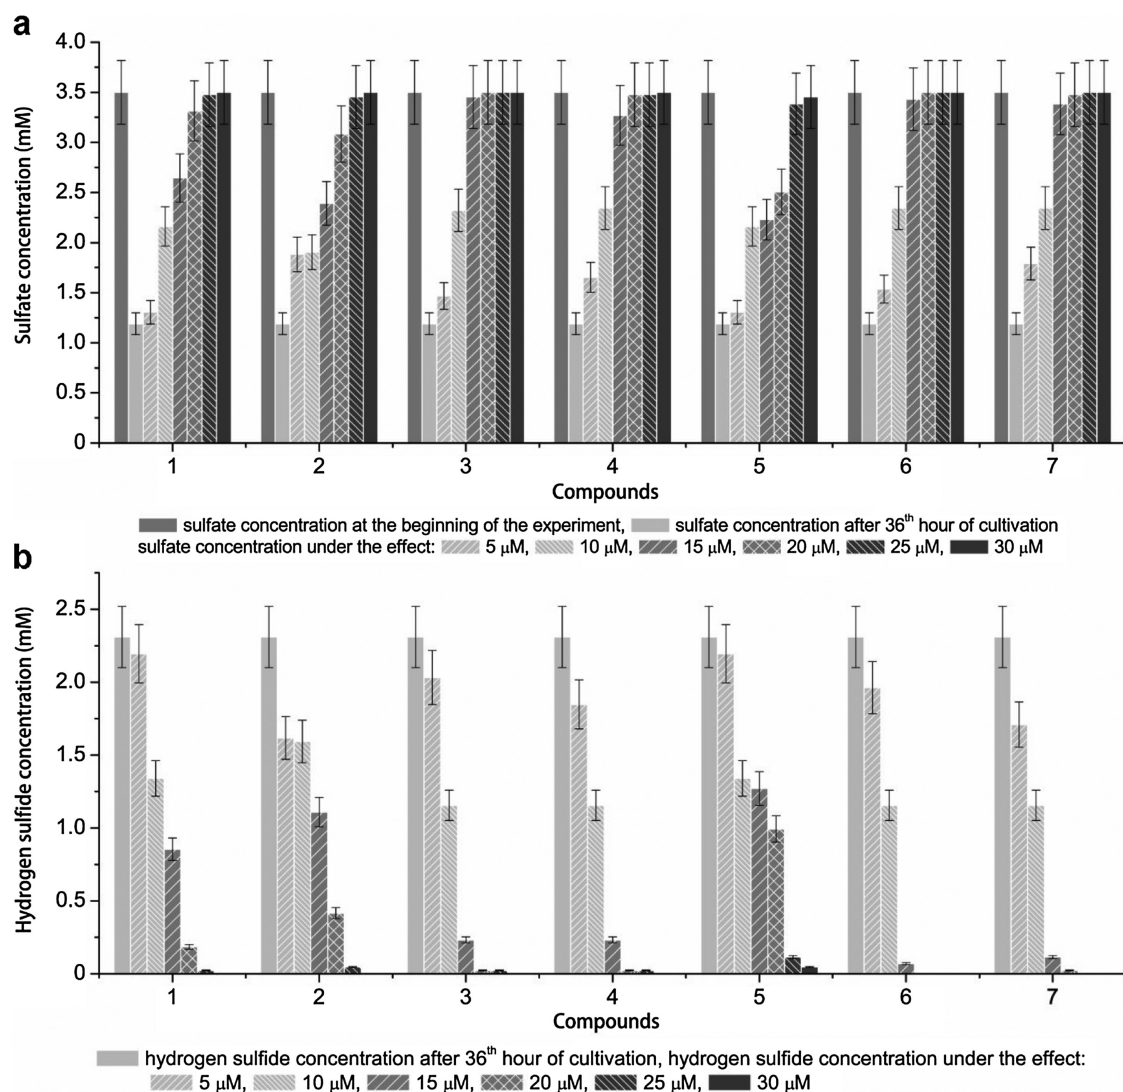 a
Sulfate concentration (mM)
4.0
3.5
3.0
2.5
2.0
1.5
1.0
0.5
0
1 2 3 4 5 6 7
Compounds
sulfate concentration at the beginning of the experiment, sulfate concentration after 36th hour of cultivation
sulfate concentration under the effect: 5 μM, 10 μM, 15 μM, 20 μM, 25 μM, 30 μM
b
Hydrogen sulfide concentration (mM)
2.5
2.0
1.5
1.0
0.5
0
1 2 3 4 5 6 7
Compounds
hydrogen sulfide concentration after 36th hour of cultivation, hydrogen sulfide concentration under the effect:
5 μM, 10 μM, 15 μM, 20 μM, 25 μM, 30 μM